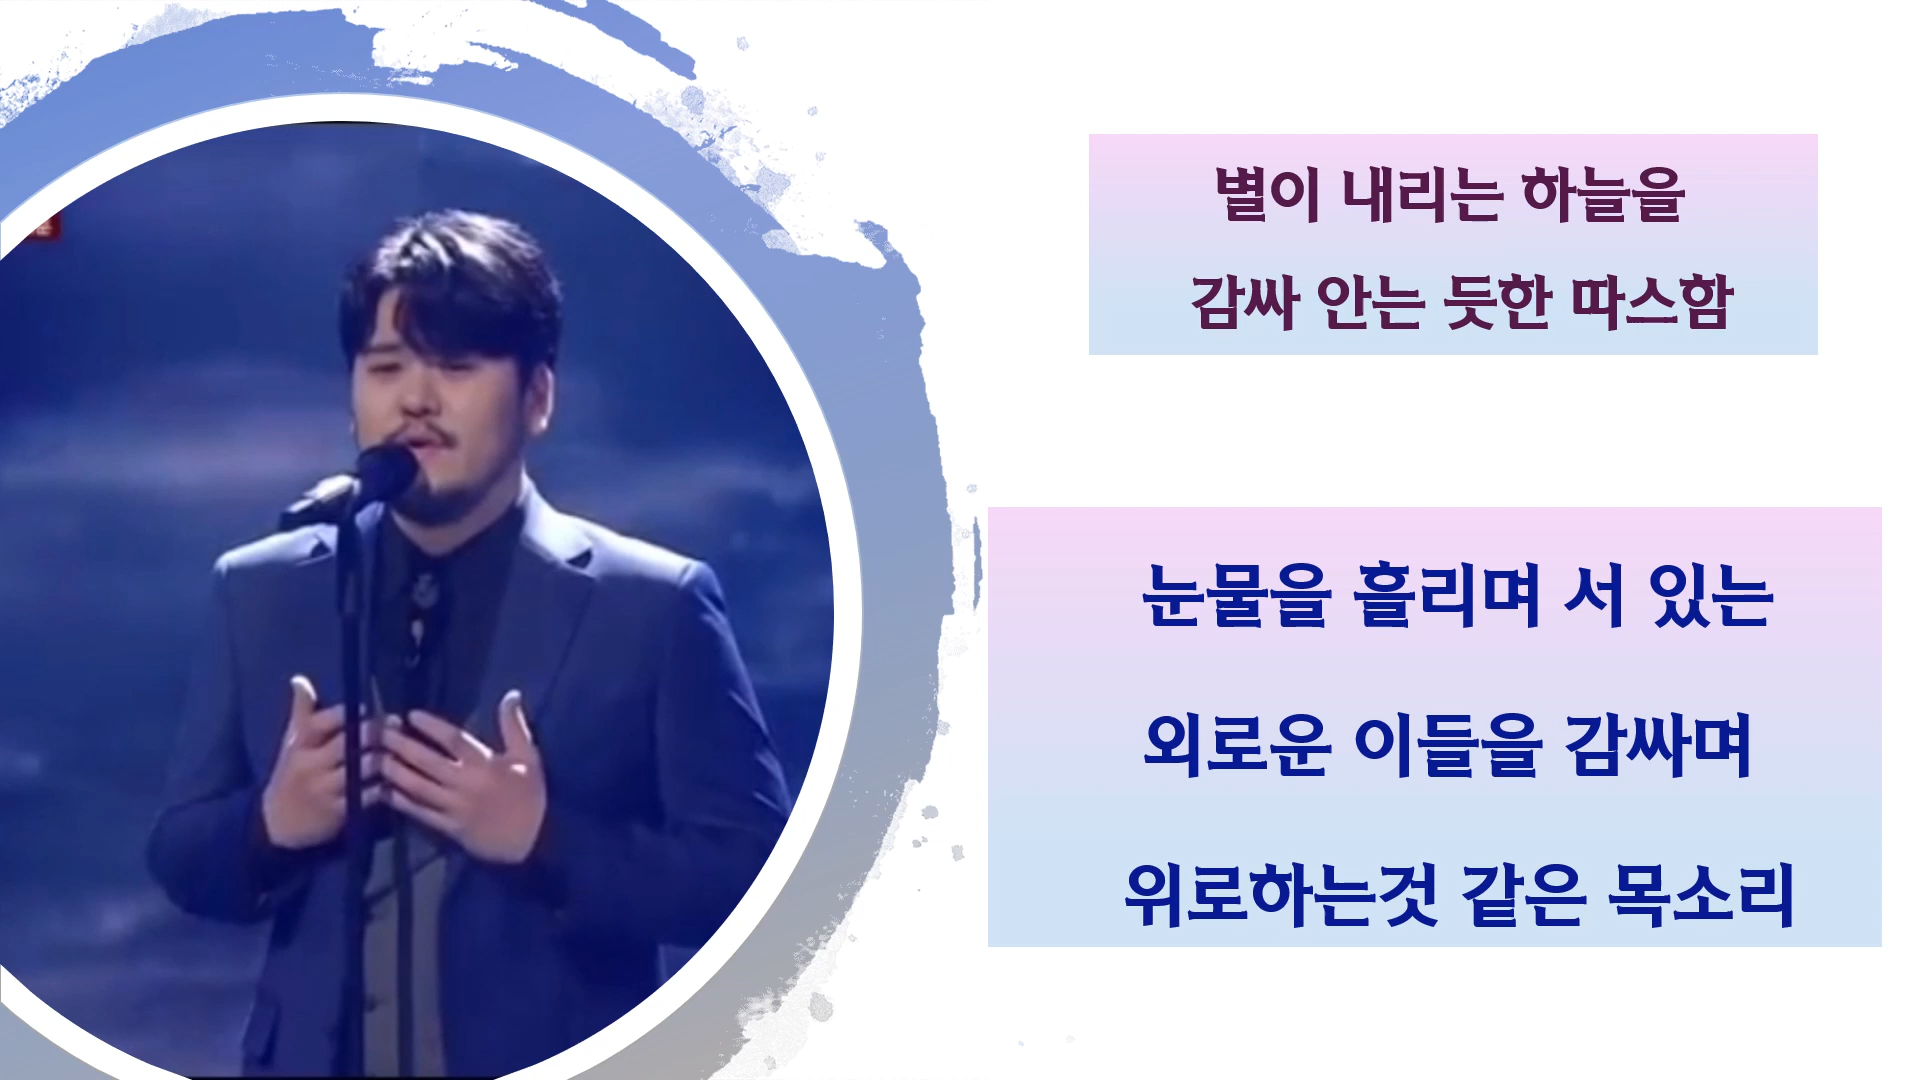 별이 내리는 하늘을
감싸 안는 듯한 따스함
눈물을 흘리며 서 있는
외로운 이들을 감싸며
위로하는것 같은 목소리